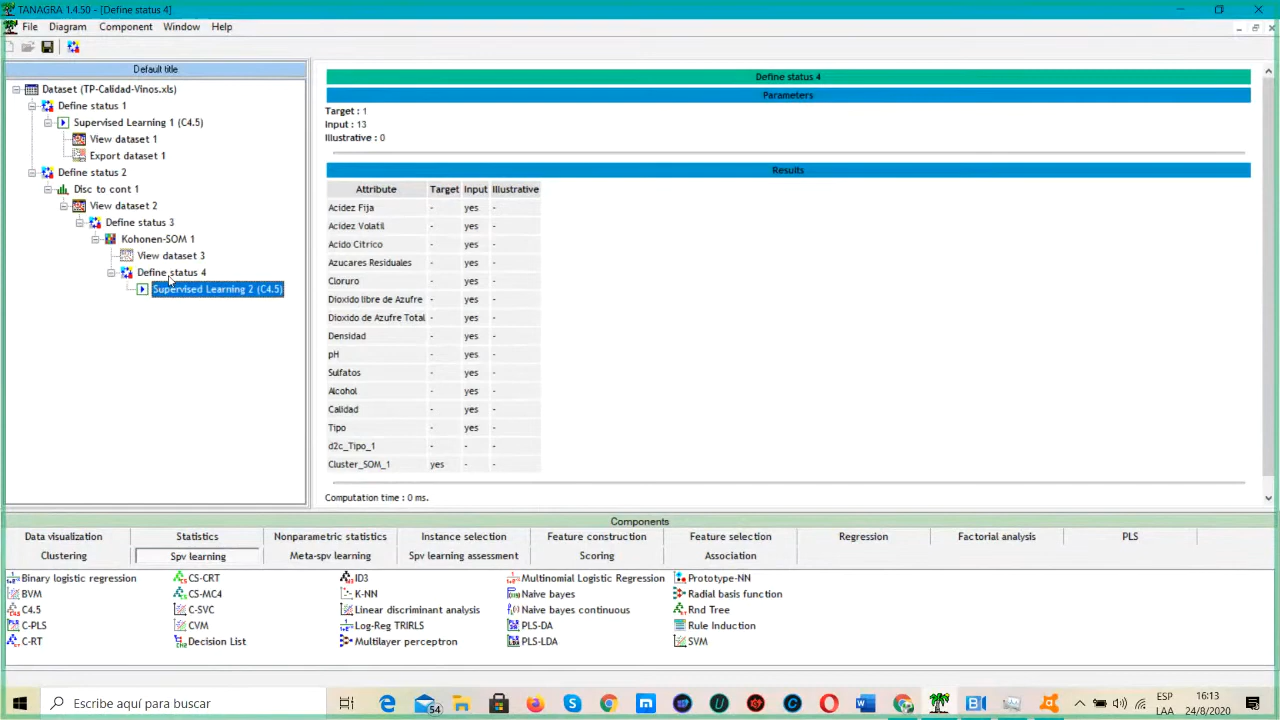 TANAGRA 1.4.50 - [Define status 4]
File Diagram Component Window Help
Default title
Dataset (TP-Calidad-Vinos.xls)
Define status 1
Supervised Learning 1 (C4.5)
View dataset 1
Export dataset 1
Define status 2
Disc to cont 1
View dataset 2
Define status 3
Kohonen-SOM 1
View dataset 3
Define status 4
Supervised Learning 2 (C4.5)
Define status 4
Parameters
Target : 1
Input : 13
Illustrative : 0
Results
Attribute Target Input Illustrative
Acidez Fija - yes -
Acidez Volatil - yes -
Acido Citrico - yes -
Azucares Residuales - yes -
Cloruro - yes -
Dioxido libre de Azufre - yes -
Dioxido de Azufre Total - yes -
Densidad - yes -
pH - yes -
Sulfatos - yes -
Alcohol - yes -
Calidad - yes -
Tipo - yes -
d2c_Tipo_1 - - -
Cluster_SOM_1 yes - -
Computation time : 0 ms.
Components
Data visualization Statistics Nonparametric statistics Instance selection Feature construction Feature selection Regression Factorial analysis PLS
Clustering Spv learning Meta-spv learning Spv learning assessment Scoring Association
Binary logistic regression CS-CRT ID3 Multinomial Logistic Regression Prototype-NN
BVM CS-MC4 K-NN Naive bayes Radial basis function
C4.5 C-SVC Linear discriminant analysis Naive bayes continuous Rnd Tree
C-PLS CVM Log-Reg TRIRLS PLS-DA Rule Induction
C-RT Decision List Multilayer perceptron PLS-LDA SVM
Escribe aquí para buscar
54
ESP
LAA
16:13
24/8/2020